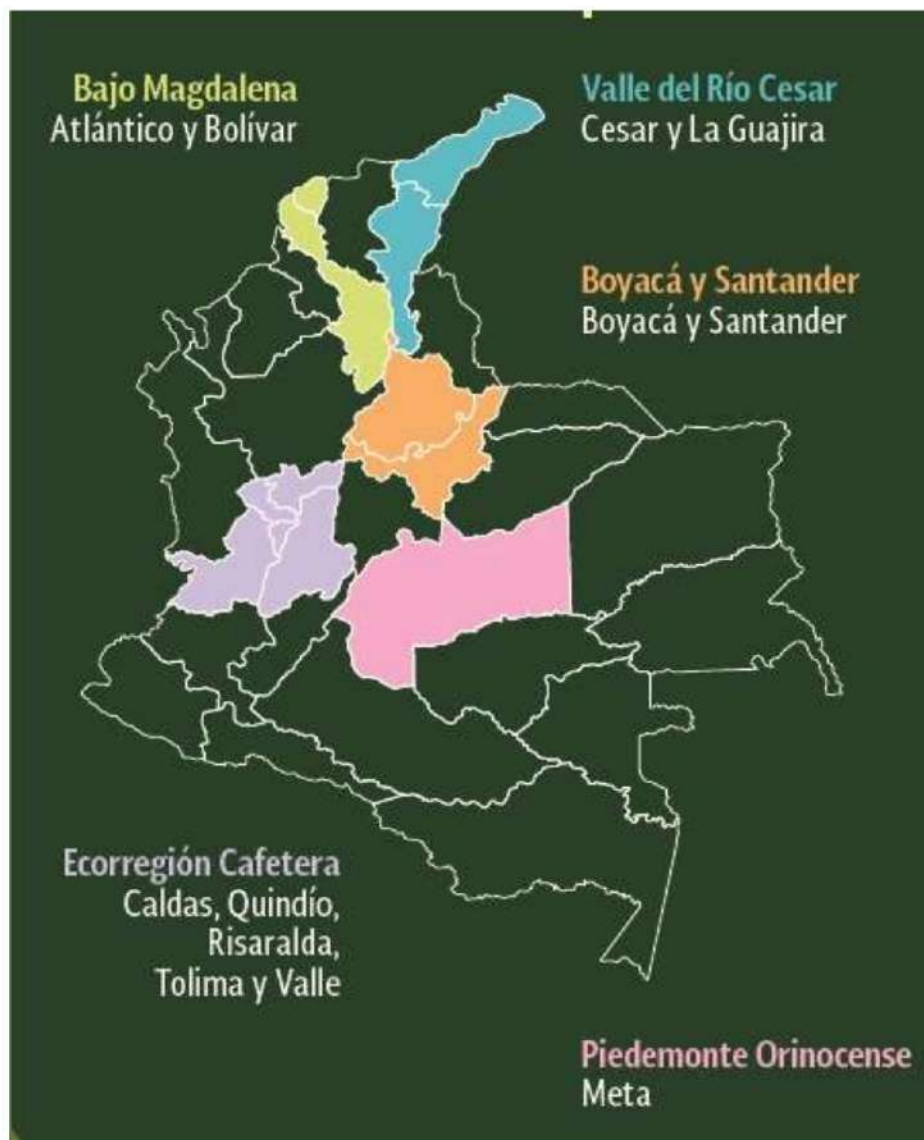 Bajo Magdalena
Atlántico y Bolívar
Valle del Río Cesar
Cesar y La Guajira
Boyacá y Santander
Boyacá y Santander
Ecorregión Cafetera
Caldas, Quindío,
Risaralda,
Tolima y Valle
Piedemonte Orinocense
Meta